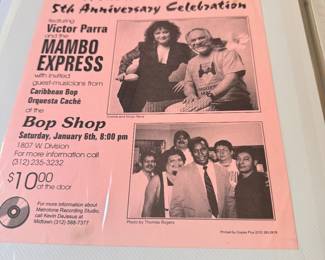 5th Anniversary Celebration
featuring
Victor Parra
and the
MAMBO
EXPRESS
with invited
guest-musicians from
Caribbean Bop
Orquesta Caché
at the
Bop Shop
Saturday, January 6th, 8:00 pm
1807 W. Division
For more information call
(312) 235-3232
$10.00
at the door
For more information about
Matrotone Recording Studio,
call Kevin DeJesus at
Midtown (312) 588-7377
Photo by Thomas Rogers